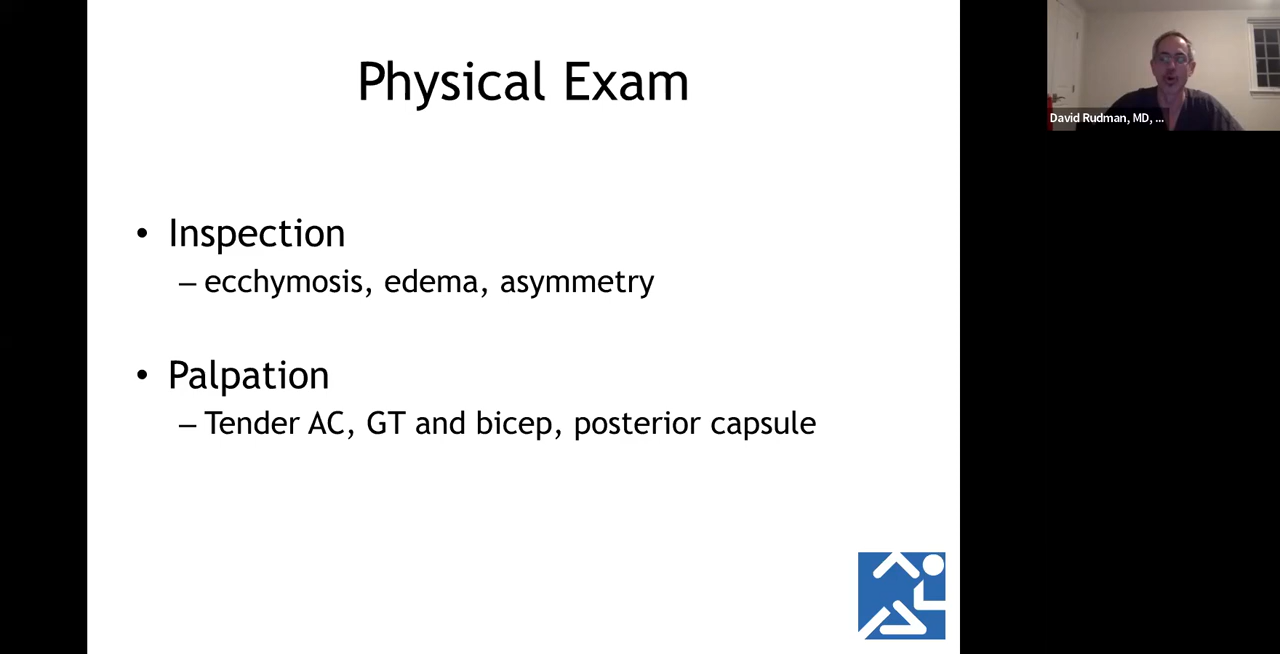 Physical Exam
• Inspection
– ecchymosis, edema, asymmetry
• Palpation
– Tender AC, GT and bicep, posterior capsule
David Rudman, MD, ...